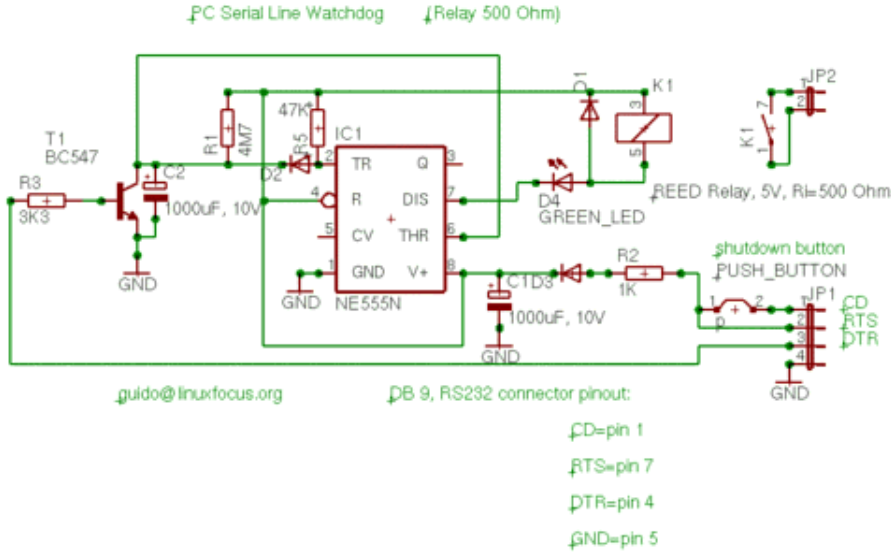 PC Serial Line Watchdog (Relay 500 Ohm)
T1
BC547
R3
3K3
GND
C2
1000uF, 10V
R1
4M7
D2
47K
R5
IC1
TR
R
CV
GND
Q
DIS
THR
V+
2
4
5
1
3
7
6
8
NE555N
GND
D1
D4
GREEN_LED
K1
3
5
K1
7
1
JP2
1
2
REED Relay, 5V, Ri=500 Ohm
C1
1000uF, 10V
GND
D3
R2
1K
shutdown button
PUSH_BUTTON
1
2
p
JP1
1
2
3
4
CD
RTS
DTR
GND
guido@linuxfocus.org
DB 9, RS232 connector pinout:
CD=pin 1
RTS=pin 7
DTR=pin 4
GND=pin 5